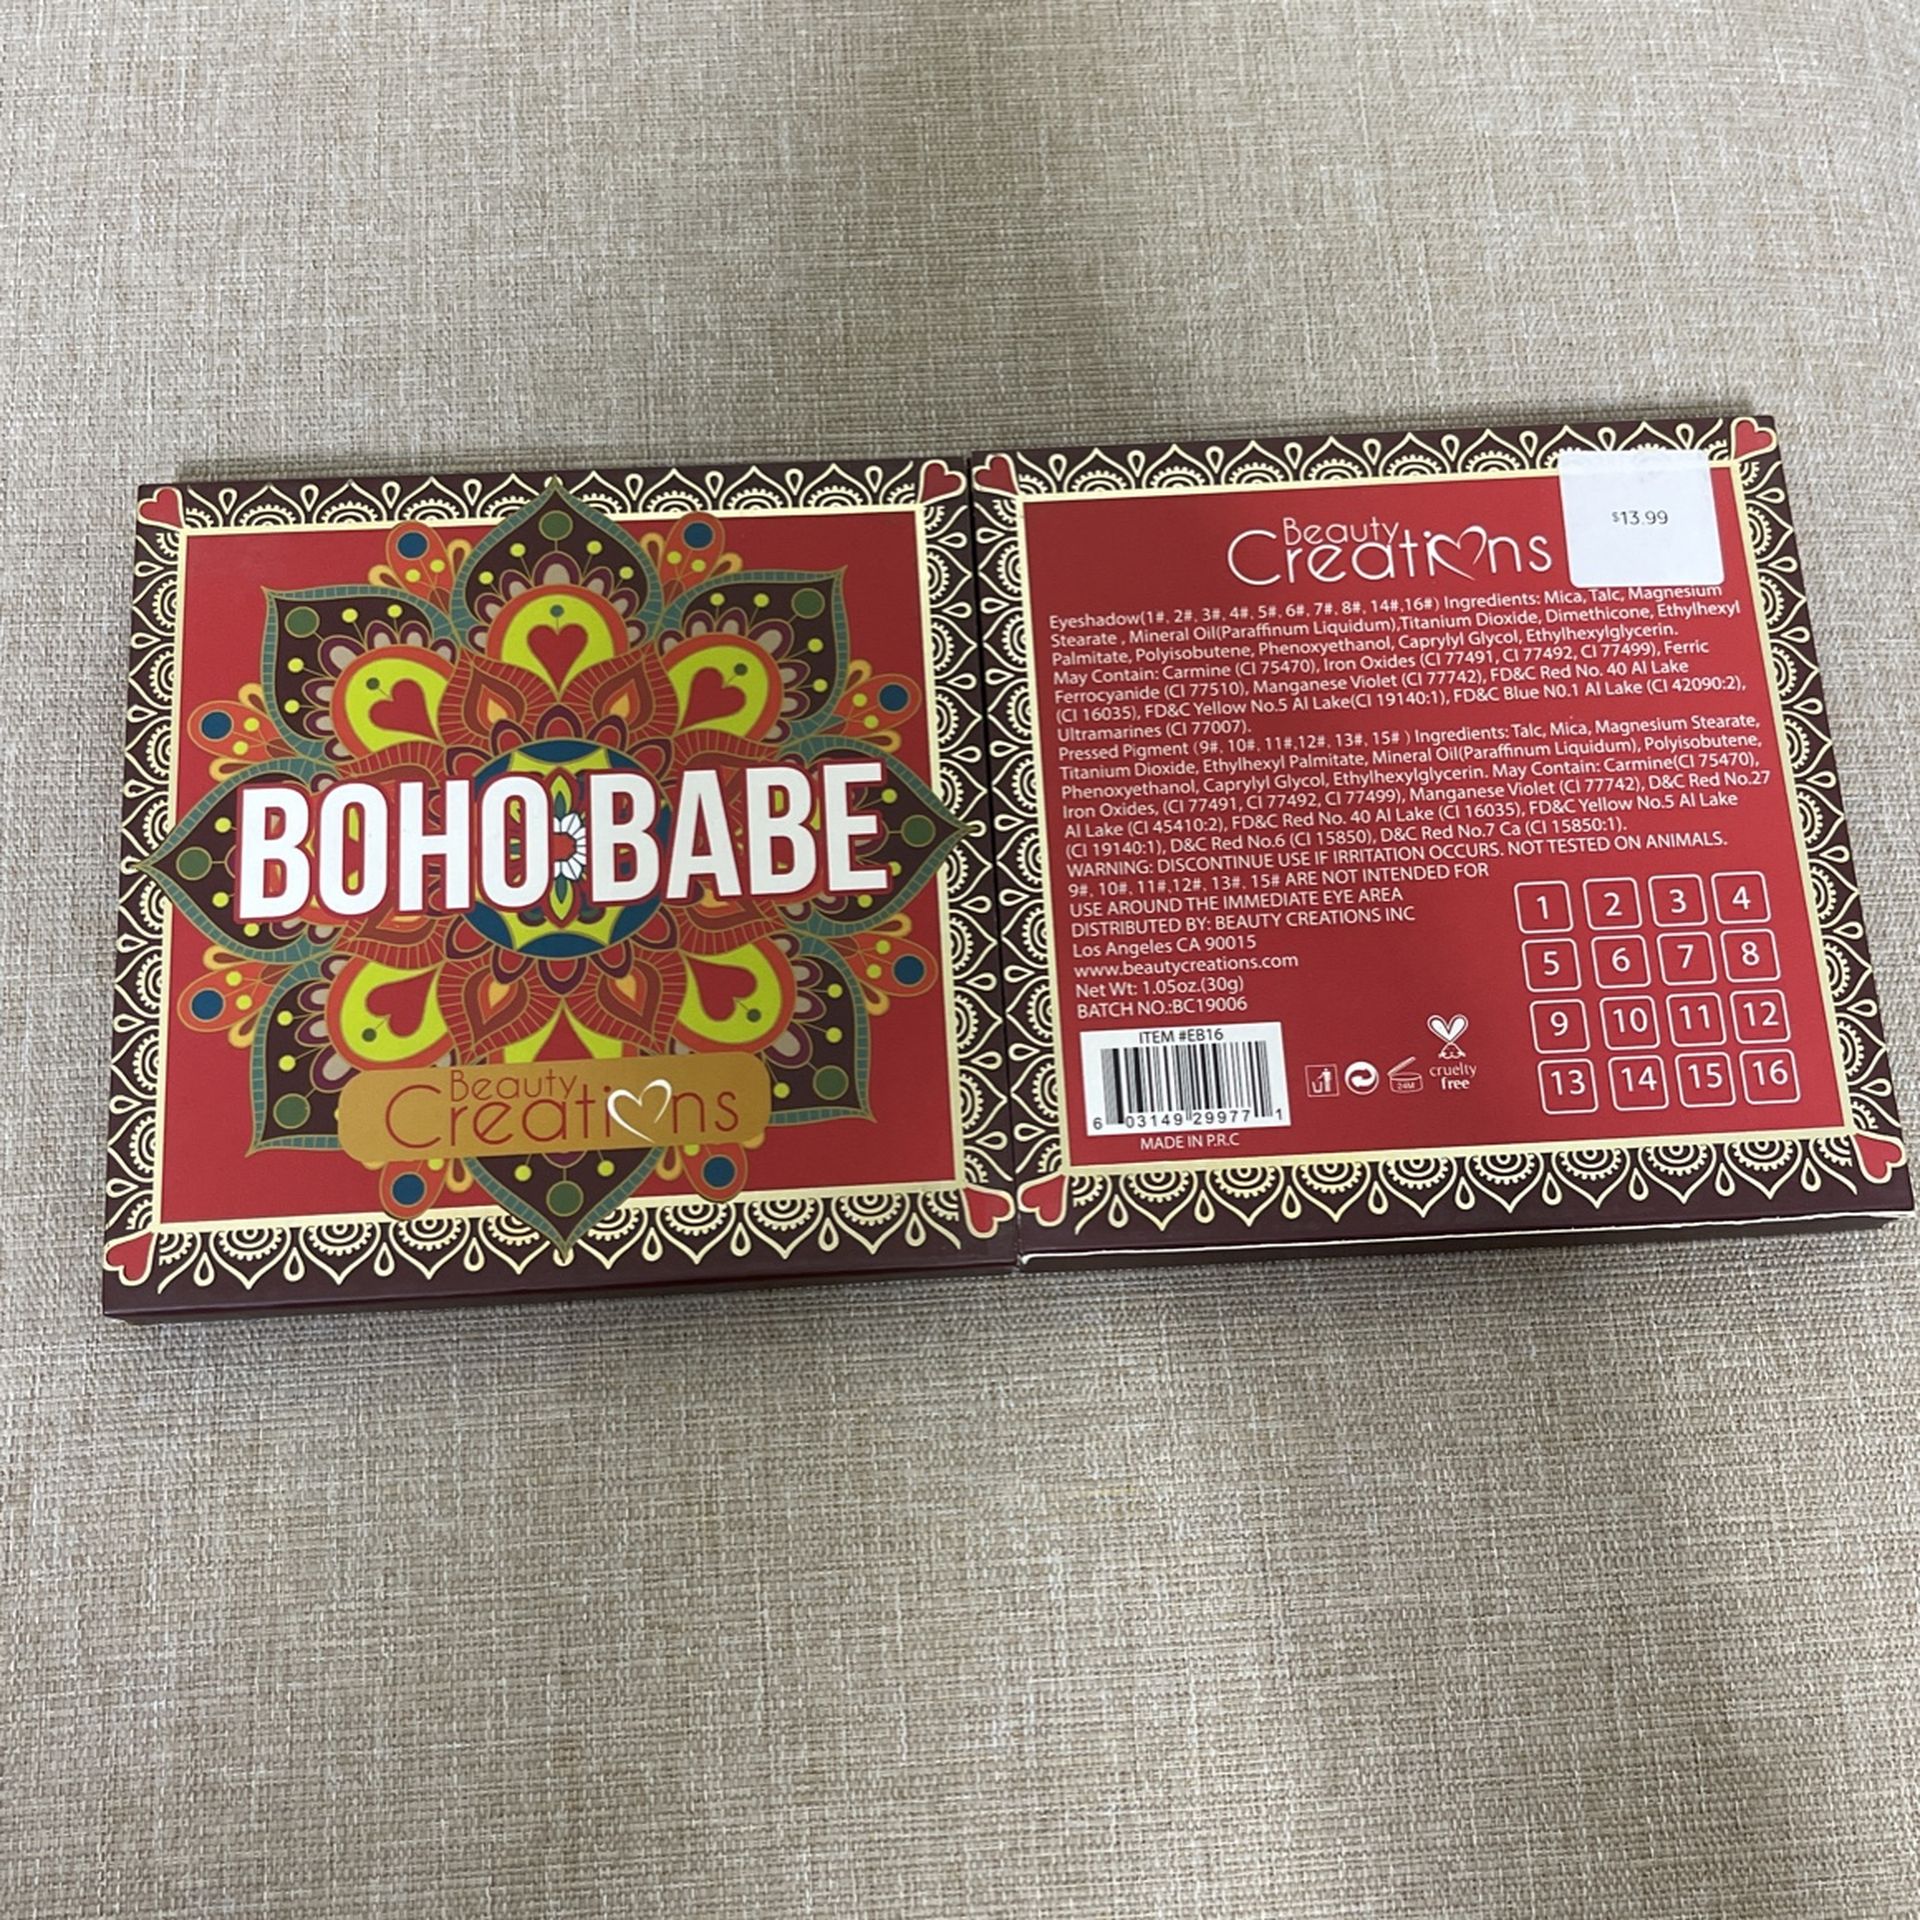 BOHO BABE
Beauty
Creations
Beauty
Creations
$13.99
Eyeshadow(1#, 2#, 3#, 4#, 5#, 6#, 7#, 8#, 14#,16#) Ingredients: Mica, Talc, Magnesium
Stearate , Mineral Oil(Paraffinum Liquidum),Titanium Dioxide, Dimethicone, Ethylhexyl
Palmitate, Polyisobutene, Phenoxyethanol, Caprylyl Glycol, Ethylhexylglycerin.
May Contain: Carmine (CI 75470), Iron Oxides (CI 77491, CI 77492, CI 77499), Ferric
Ferrocyanide (CI 77510), Manganese Violet (CI 77742), FD&C Red No. 40 Al Lake
(CI 16035), FD&C Yellow No.5 Al Lake(CI 19140:1), FD&C Blue N0.1 Al Lake (CI 42090:2),
Ultramarines (CI 77007).
Pressed Pigment (9#, 10#, 11#,12#, 13#, 15# ) Ingredients: Talc, Mica, Magnesium Stearate,
Titanium Dioxide, Ethylhexyl Palmitate, Mineral Oil(Paraffinum Liquidum), Polyisobutene,
Phenoxyethanol, Caprylyl Glycol, Ethylhexylglycerin. May Contain: Carmine(CI 75470),
Iron Oxides, (CI 77491, CI 77492, CI 77499), Manganese Violet (CI 77742), D&C Red No.27
Al Lake (CI 45410:2), FD&C Red No. 40 Al Lake (CI 16035), FD&C Yellow No.5 Al Lake
(CI 19140:1), D&C Red No.6 (CI 15850), D&C Red No.7 Ca (CI 15850:1).
WARNING: DISCONTINUE USE IF IRRITATION OCCURS. NOT TESTED ON ANIMALS.
9#, 10#, 11#,12#, 13#, 15# ARE NOT INTENDED FOR
USE AROUND THE IMMEDIATE EYE AREA
DISTRIBUTED BY: BEAUTY CREATIONS INC
Los Angeles CA 90015
www.beautycreations.com
Net Wt: 1.05oz.(30g)
BATCH NO.:BC19006
ITEM #EB16
6 03149 29977 1
MADE IN P.R.C
24M
cruelty
free
1 2 3 4
5 6 7 8
9 10 11 12
13 14 15 16